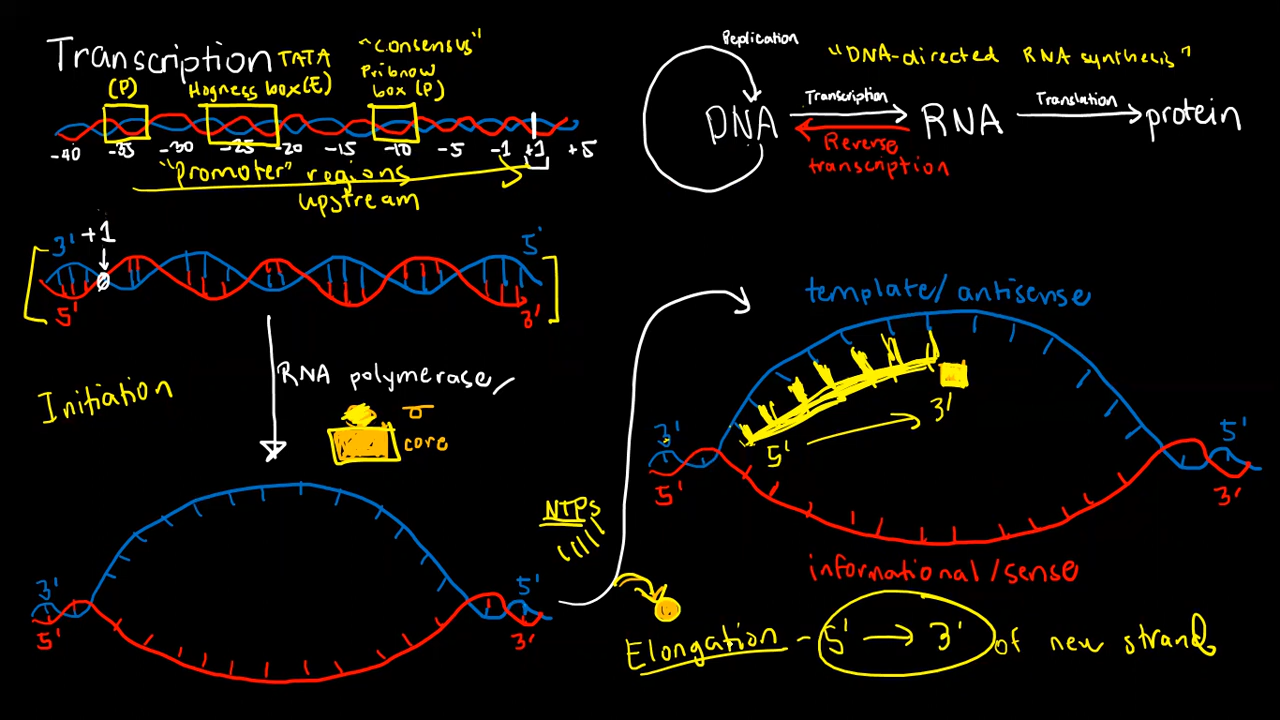 Transcription TATA "Consensus"
(P) Hogness box(E) Pribnow box (P)
-40 -35 -30 -25 -20 -15 -10 -5 -1 +1 +5
"promoter" regions
upstream
Replication
"DNA-directed RNA synthesis"
DNA Transcription RNA Translation protein
Reverse
transcription
3' +1 5'
5' 3'
Initiation
RNA polymerase
σ
core
3' 5'
5' 3'
NTPs
template/antisense
3' 5' 3' 5'
5' 3'
informational/sense
Elongation - 5' → 3' of new strand